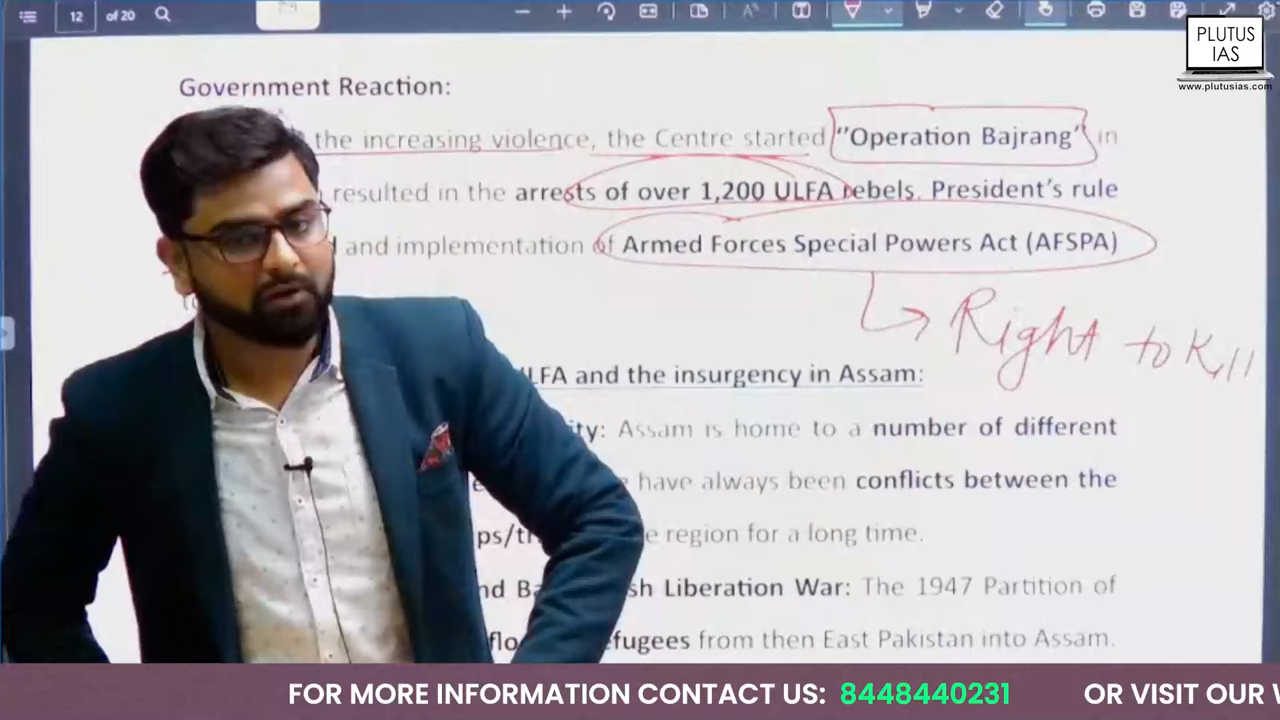 12 of 20
PLUTUS
IAS
www.plutusias.com
Government Reaction:
the increasing violence, the Centre started "Operation Bajrang" in
resulted in the arrests of over 1,200 ULFA rebels. President's rule
and implementation of Armed Forces Special Powers Act (AFSPA)
Right to Kill
LFA and the insurgency in Assam:
ty: Assam is home to a number of different
have always been conflicts between the
ps/t e region for a long time.
nd Ba sh Liberation War: The 1947 Partition of
flo efugees from then East Pakistan into Assam.
FOR MORE INFORMATION CONTACT US: 8448440231 OR VISIT OUR W